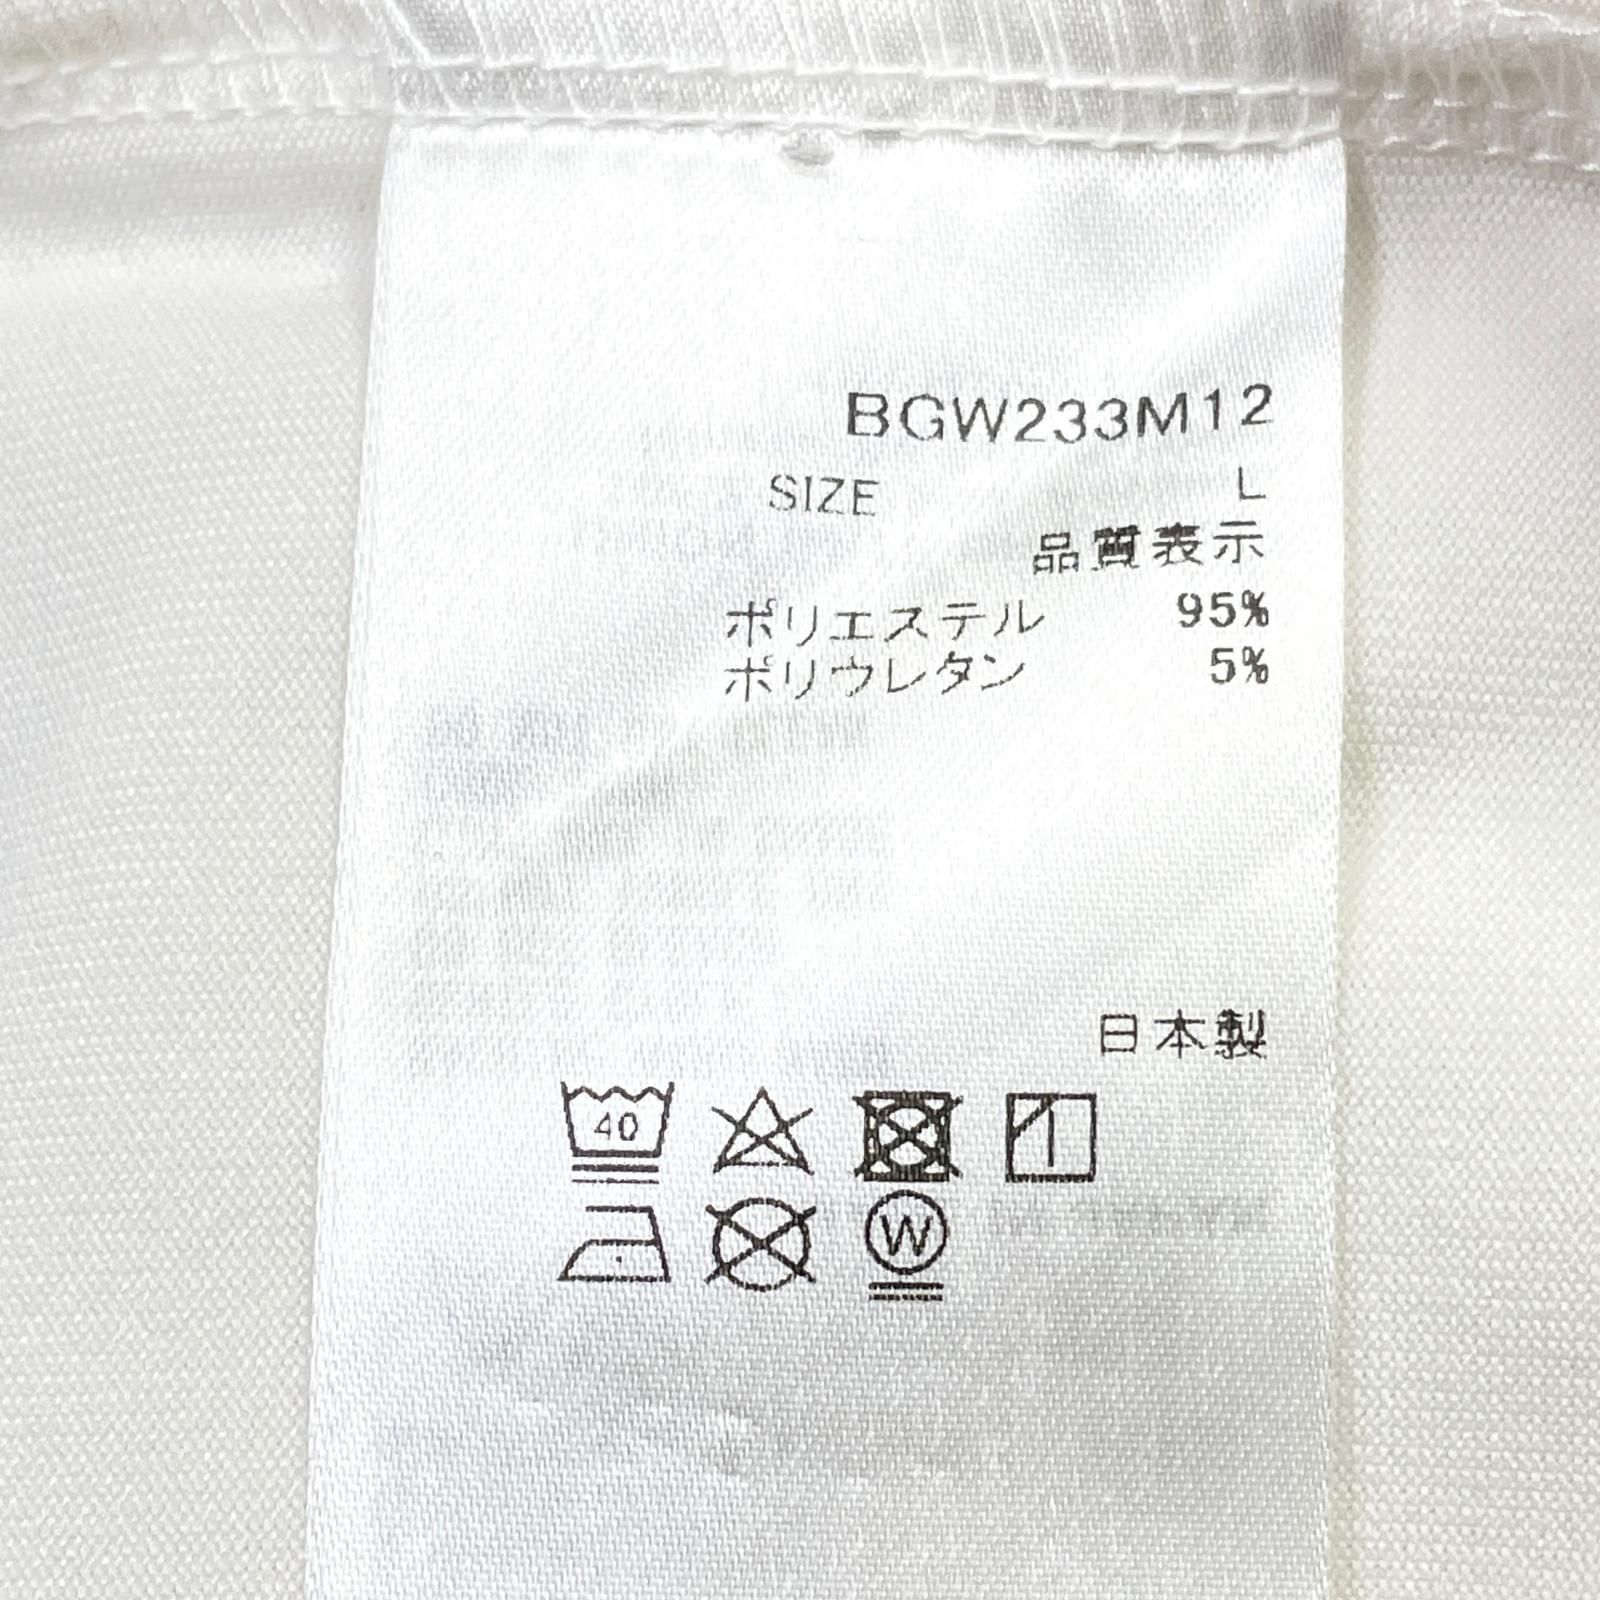 BGW233M12
SIZE L
品質表示
ポリエステル 95%
ポリウレタン 5%
日本製
40
W